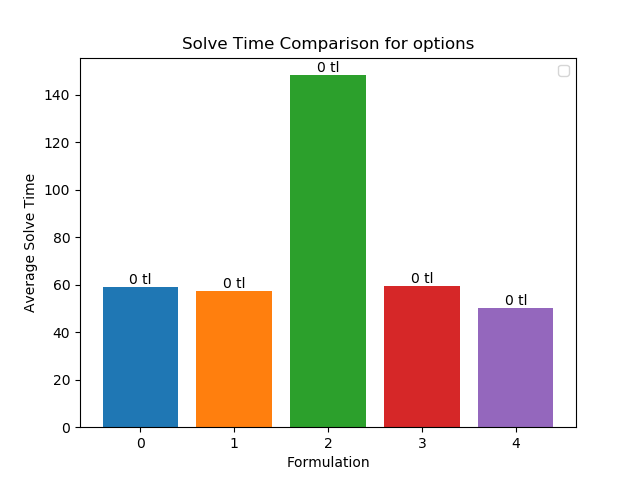 Solve Time Comparison for options
0 tl
0 tl
0 tl
0 tl
0 tl
140
120
100
80
60
40
20
0
Average Solve Time
0 1 2 3 4
Formulation